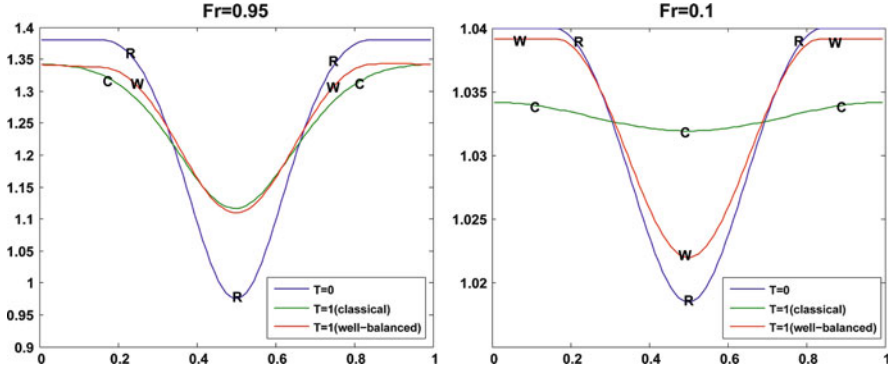 Fr=0.95
1.4
1.35
1.3
1.25
1.2
1.15
1.1
1.05
1
0.95
0.9
0
0.2
0.4
0.6
0.8
1
R
R
C
W
W
C
R
T=0
T=1(classical)
T=1(well-balanced)
Fr=0.1
1.04
1.035
1.03
1.025
1.02
0
0.2
0.4
0.6
0.8
1
W
R
R
W
C
C
C
W
R
T=0
T=1(classical)
T=1(well-balanced)